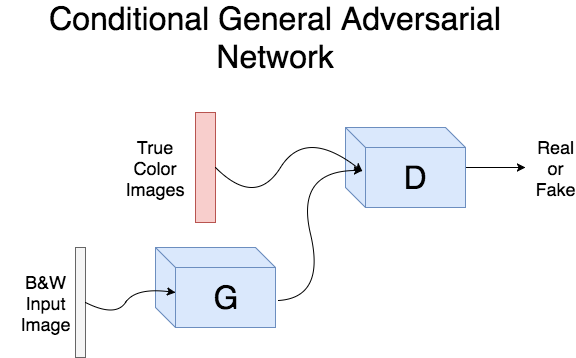 Conditional General Adversarial
Network
True
Color
Images
D
Real
or
Fake
B&W
Input
Image
G